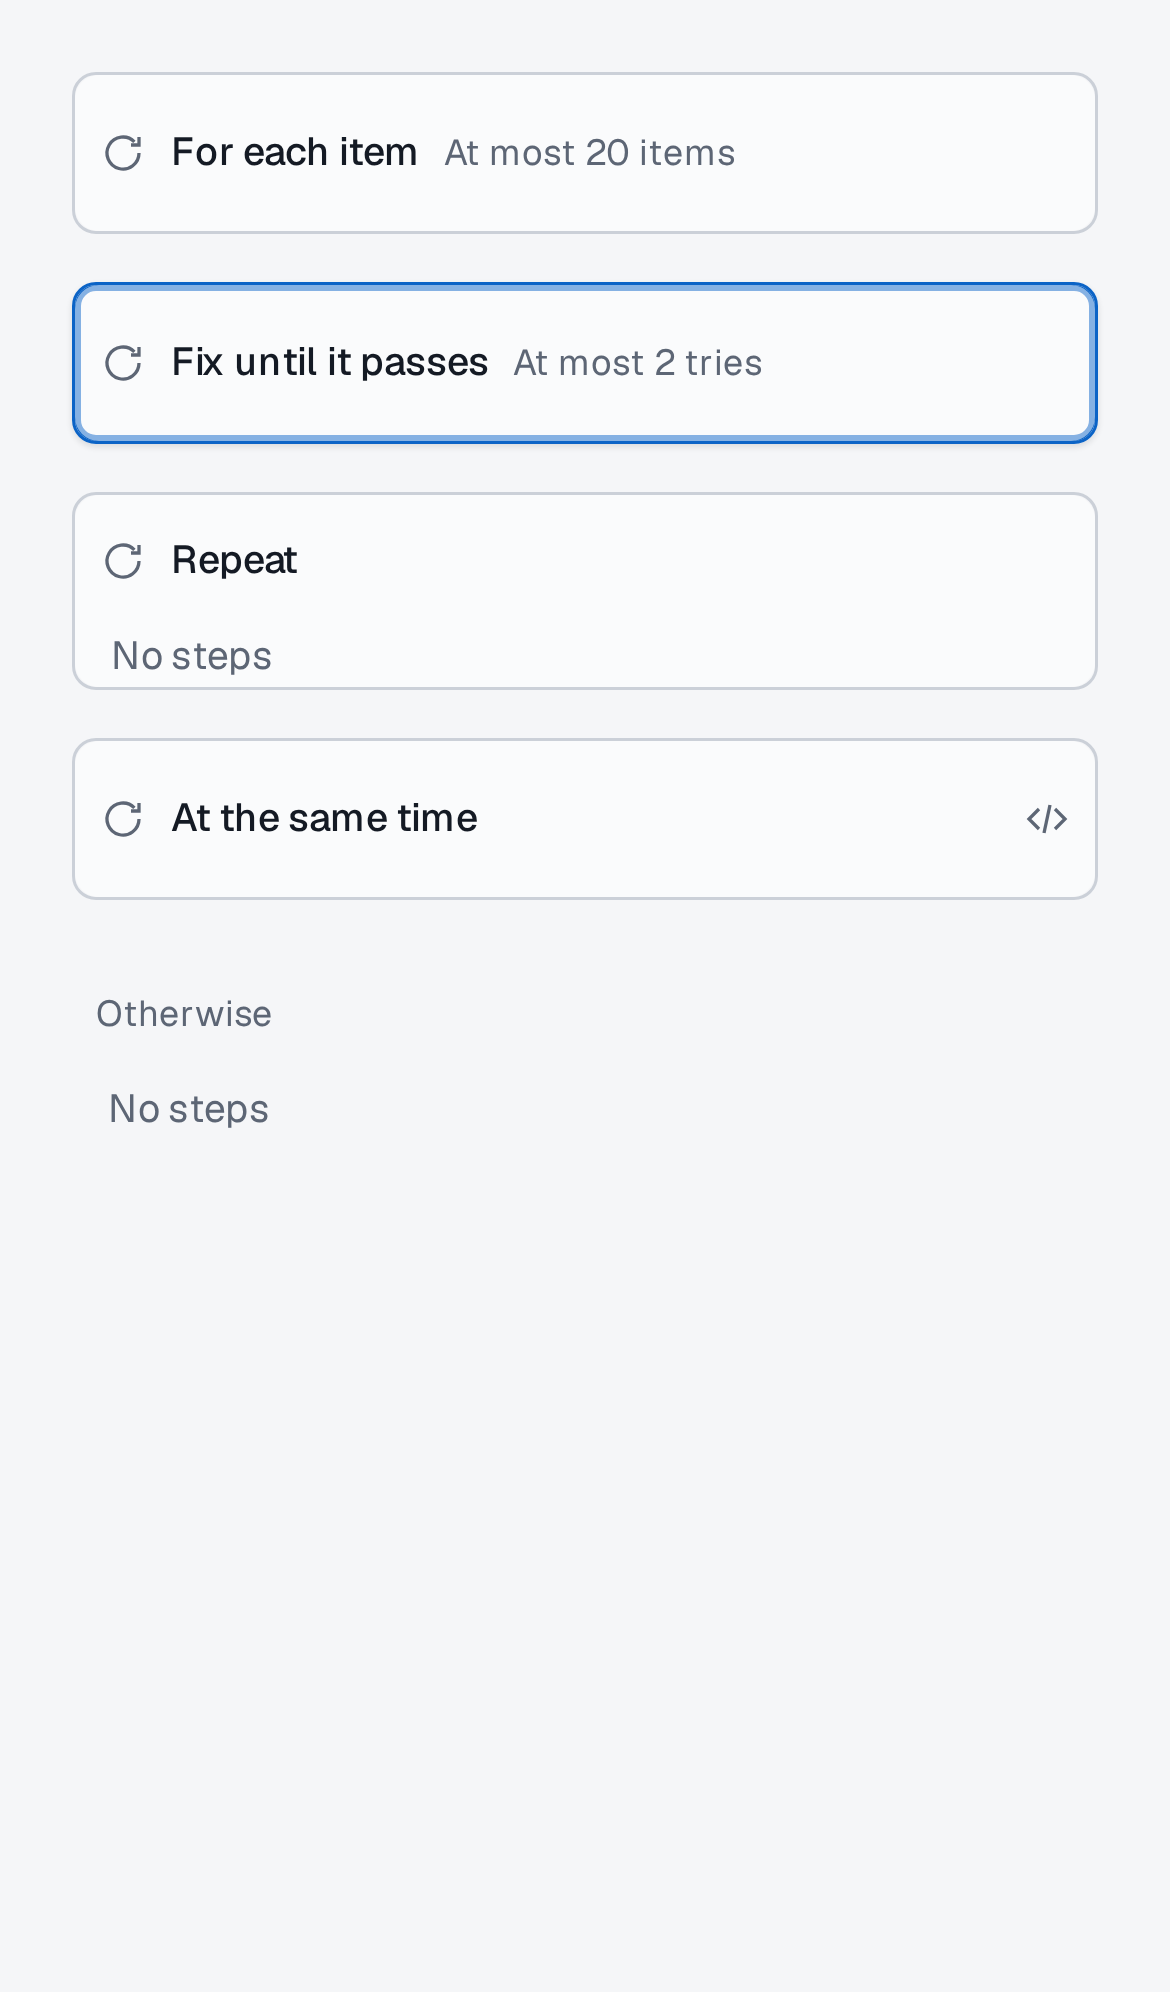 For each item At most 20 items
Fix until it passes At most 2 tries
Repeat
No steps
At the same time
Otherwise
No steps